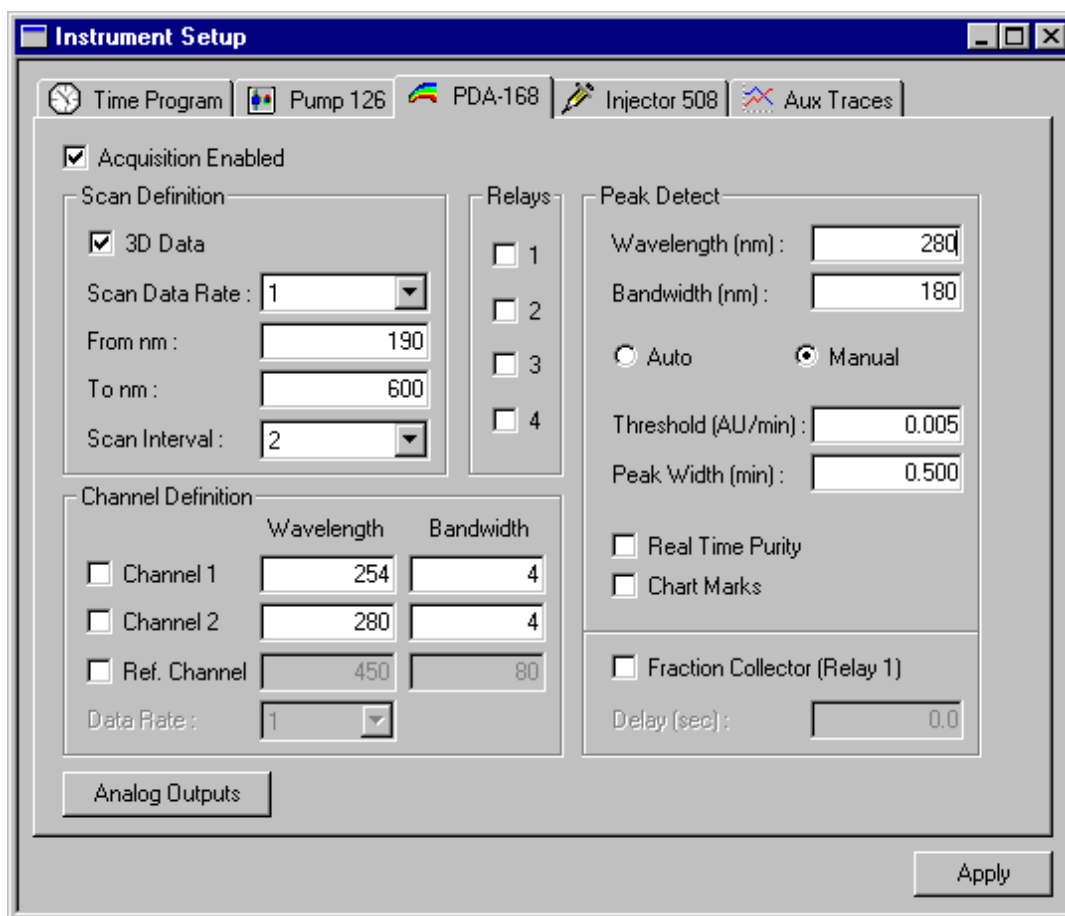 Instrument Setup
Time Program Pump 126 PDA-168 Injector 508 Aux Traces
Acquisition Enabled
Scan Definition
3D Data
Scan Data Rate : 1
From nm : 190
To nm : 600
Scan Interval : 2
Relays
1
2
3
4
Peak Detect
Wavelength (nm) : 280
Bandwidth (nm) : 180
Auto Manual
Threshold (AU/min) : 0.005
Peak Width (min) : 0.500
Real Time Purity
Chart Marks
Fraction Collector (Relay 1)
Delay (sec) : 0.0
Channel Definition
Wavelength Bandwidth
Channel 1 254 4
Channel 2 280 4
Ref. Channel 450 80
Data Rate : 1
Analog Outputs
Apply